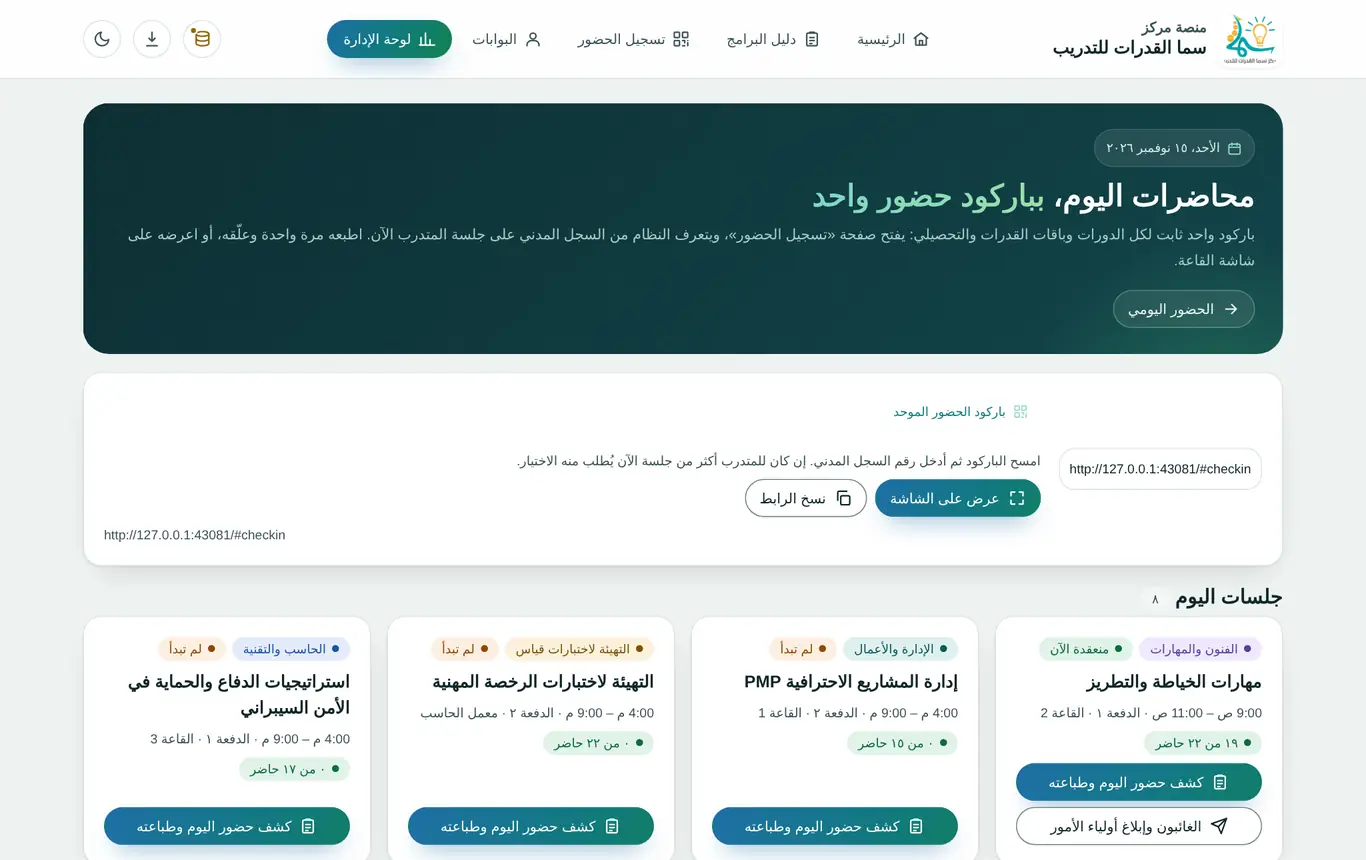 منصة مركز
سما القدرات للتدريب
الرئيسية
دليل البرامج
تسجيل الحضور
البوابات
لوحة الإدارة
الأحد، ١٥ نوفمبر ٢٠٢٦
محاضرات اليوم، بباركود حضور واحد
باركود واحد ثابت لكل الدورات وباقات القدرات والتحصيلي: يفتح صفحة «تسجيل الحضور»، ويتعرف النظام من السجل المدني على جلسة المتدرب الآن. اطبعه مرة واحدة وعلّقه، أو اعرضه على
شاشة القاعة.
الحضور اليومي
باركود الحضور الموحد
http://127.0.0.1:43081/#checkin
امسح الباركود ثم أدخل رقم السجل المدني. إن كان للمتدرب أكثر من جلسة الآن يُطلب منه الاختيار.
عرض على الشاشة
نسخ الرابط
http://127.0.0.1:43081/#checkin
جلسات اليوم ٨
الفنون والمهارات
منعقدة الآن
مهارات الخياطة والتطريز
9:00 ص – 11:00 ص · الدفعة ١ · القاعة 2
١٩ من ٢٢ حاضر
كشف حضور اليوم وطباعته
الغائبون وإبلاغ أولياء الأمور
الإدارة والأعمال
لم تبدأ
إدارة المشاريع الاحترافية PMP
4:00 م – 9:00 م · الدفعة ٢ · القاعة 1
٠ من ١٥ حاضر
كشف حضور اليوم وطباعته
التهيئة لاختبارات قياس
لم تبدأ
التهيئة لاختبارات الرخصة المهنية
4:00 م – 9:00 م · الدفعة ٢ · معمل الحاسب
٠ من ٢٢ حاضر
كشف حضور اليوم وطباعته
الحاسب والتقنية
لم تبدأ
استراتيجيات الدفاع والحماية في
الأمن السيبراني
4:00 م – 9:00 م · الدفعة ١ · القاعة 3
٠ من ١٧ حاضر
كشف حضور اليوم وطباعته